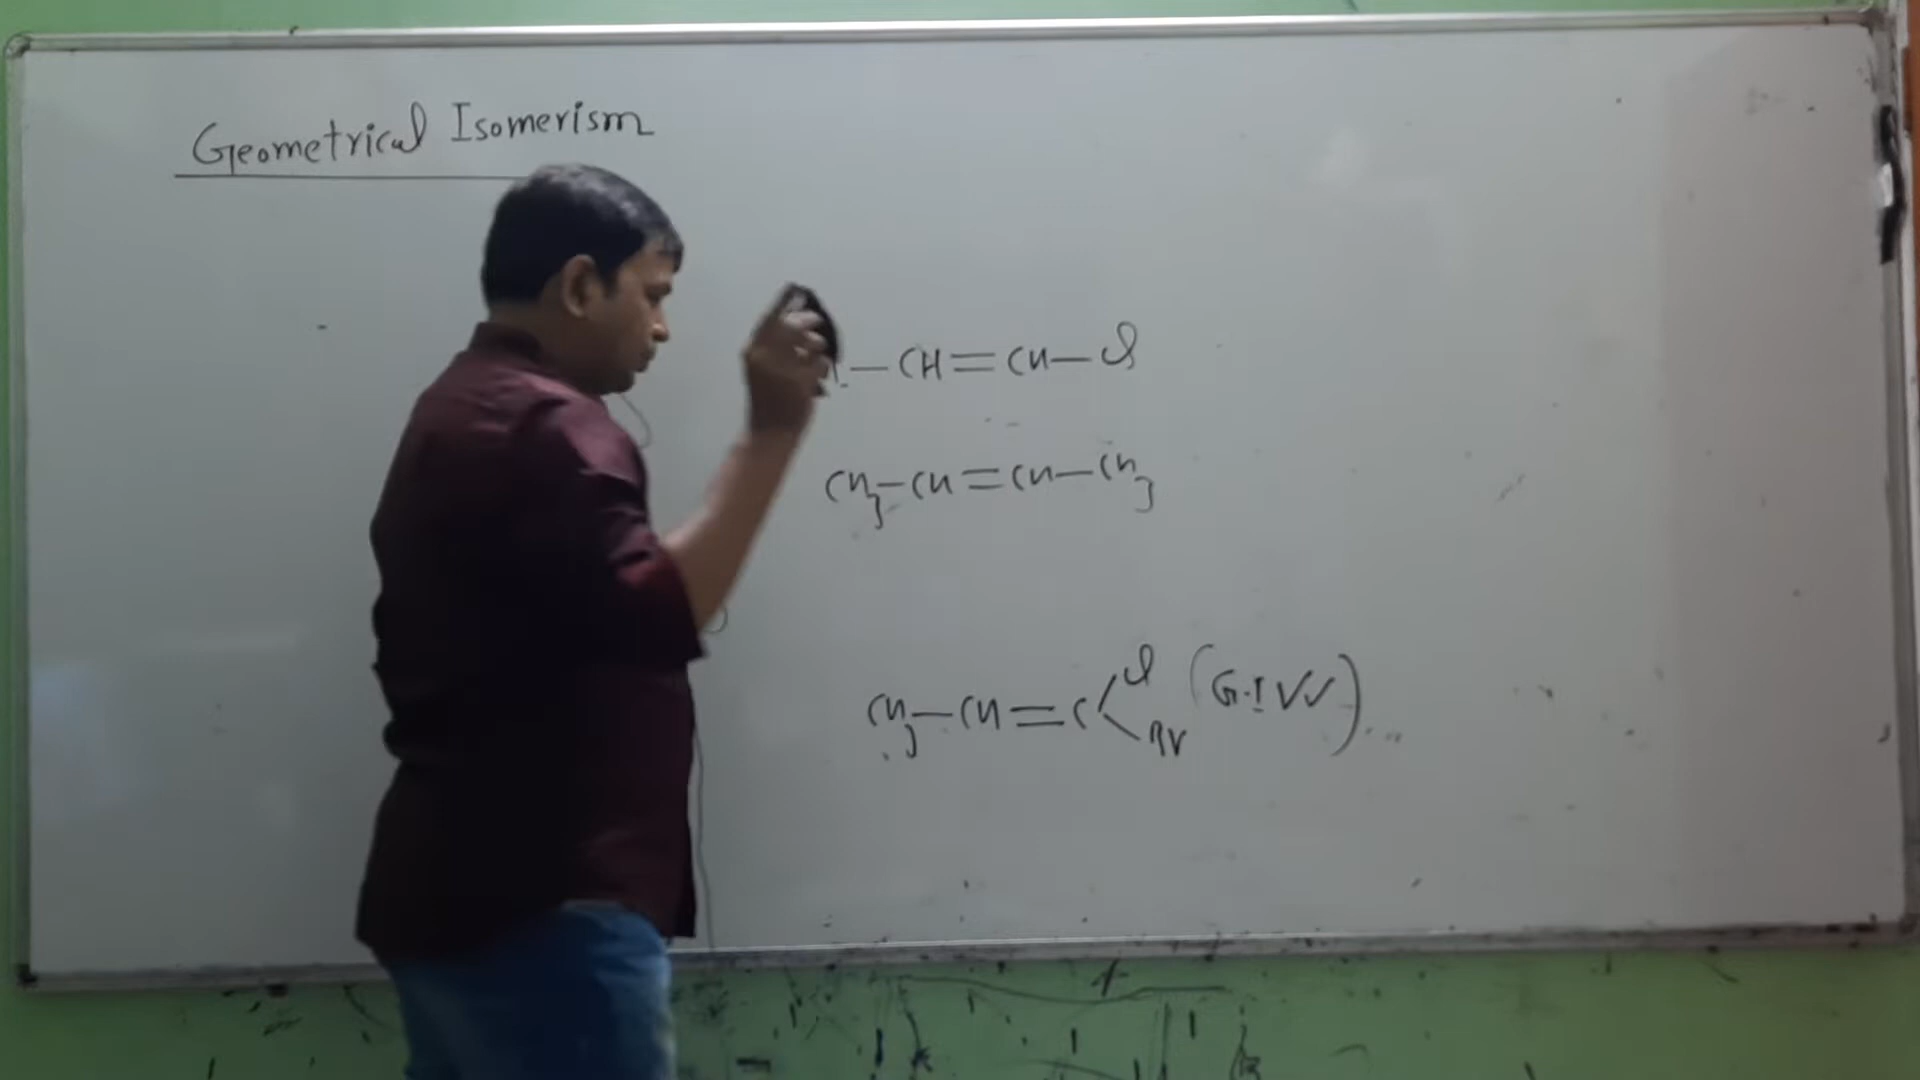 Geometrical Isomerism
— CH = CH — Cl
CH3 — CH = CH — CH3
CH3 — CH = C < Cl Br (G.I ✓✓) ...